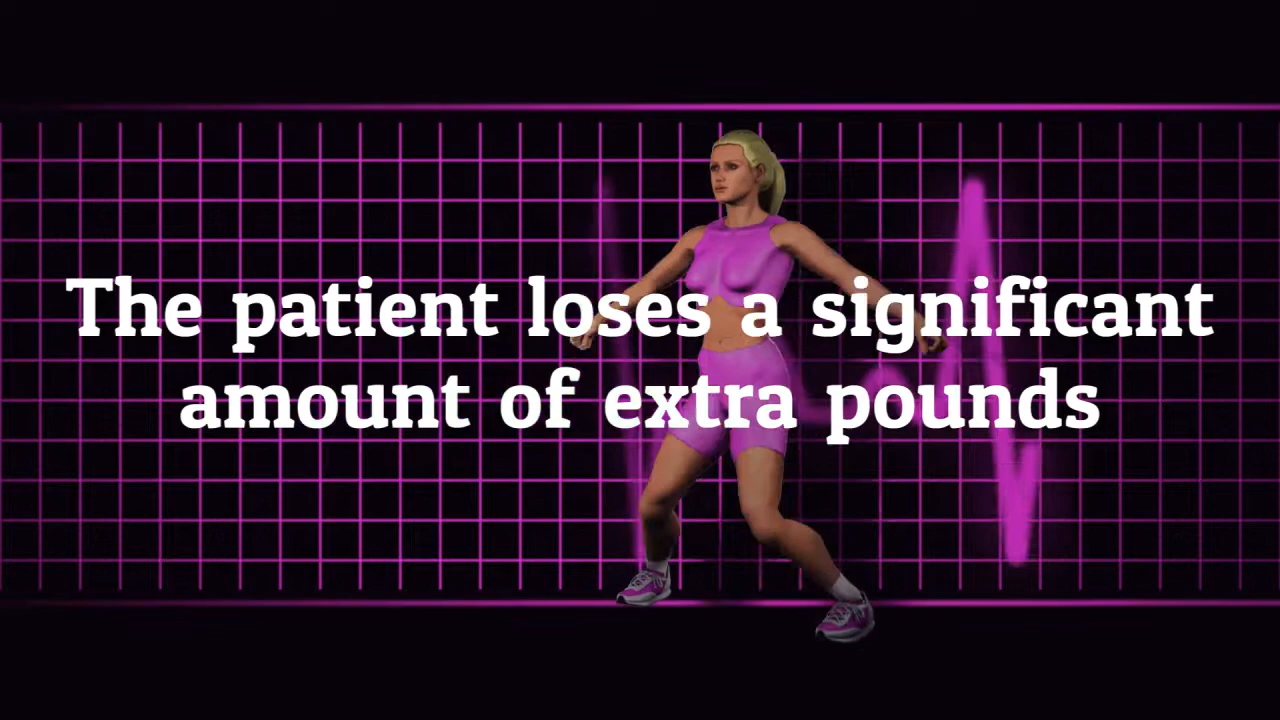 The patient loses a significant
amount of extra pounds